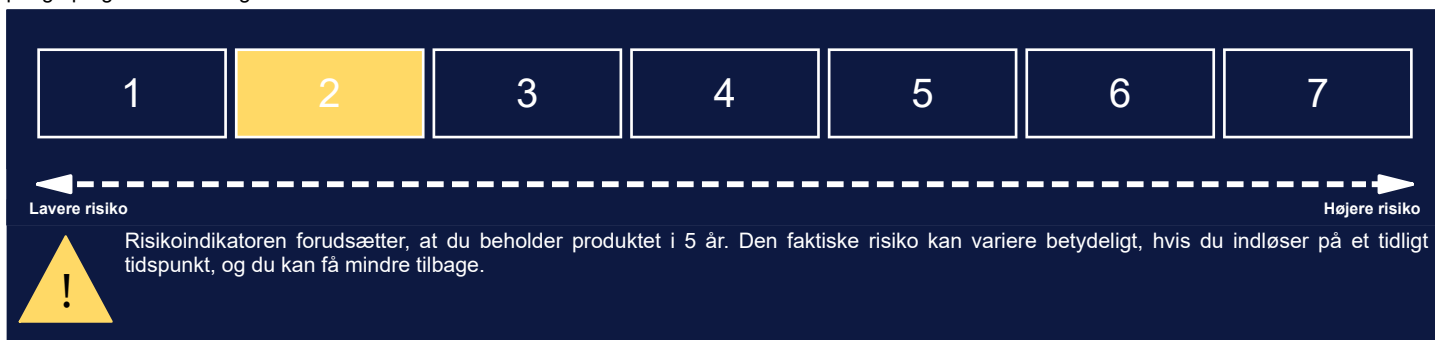 1 2 3 4 5 6 7
Lavere risiko Højere risiko
Risikoindikatoren forudsætter, at du beholder produktet i 5 år. Den faktiske risiko kan variere betydeligt, hvis du indløser på et tidligt
tidspunkt, og du kan få mindre tilbage.
!